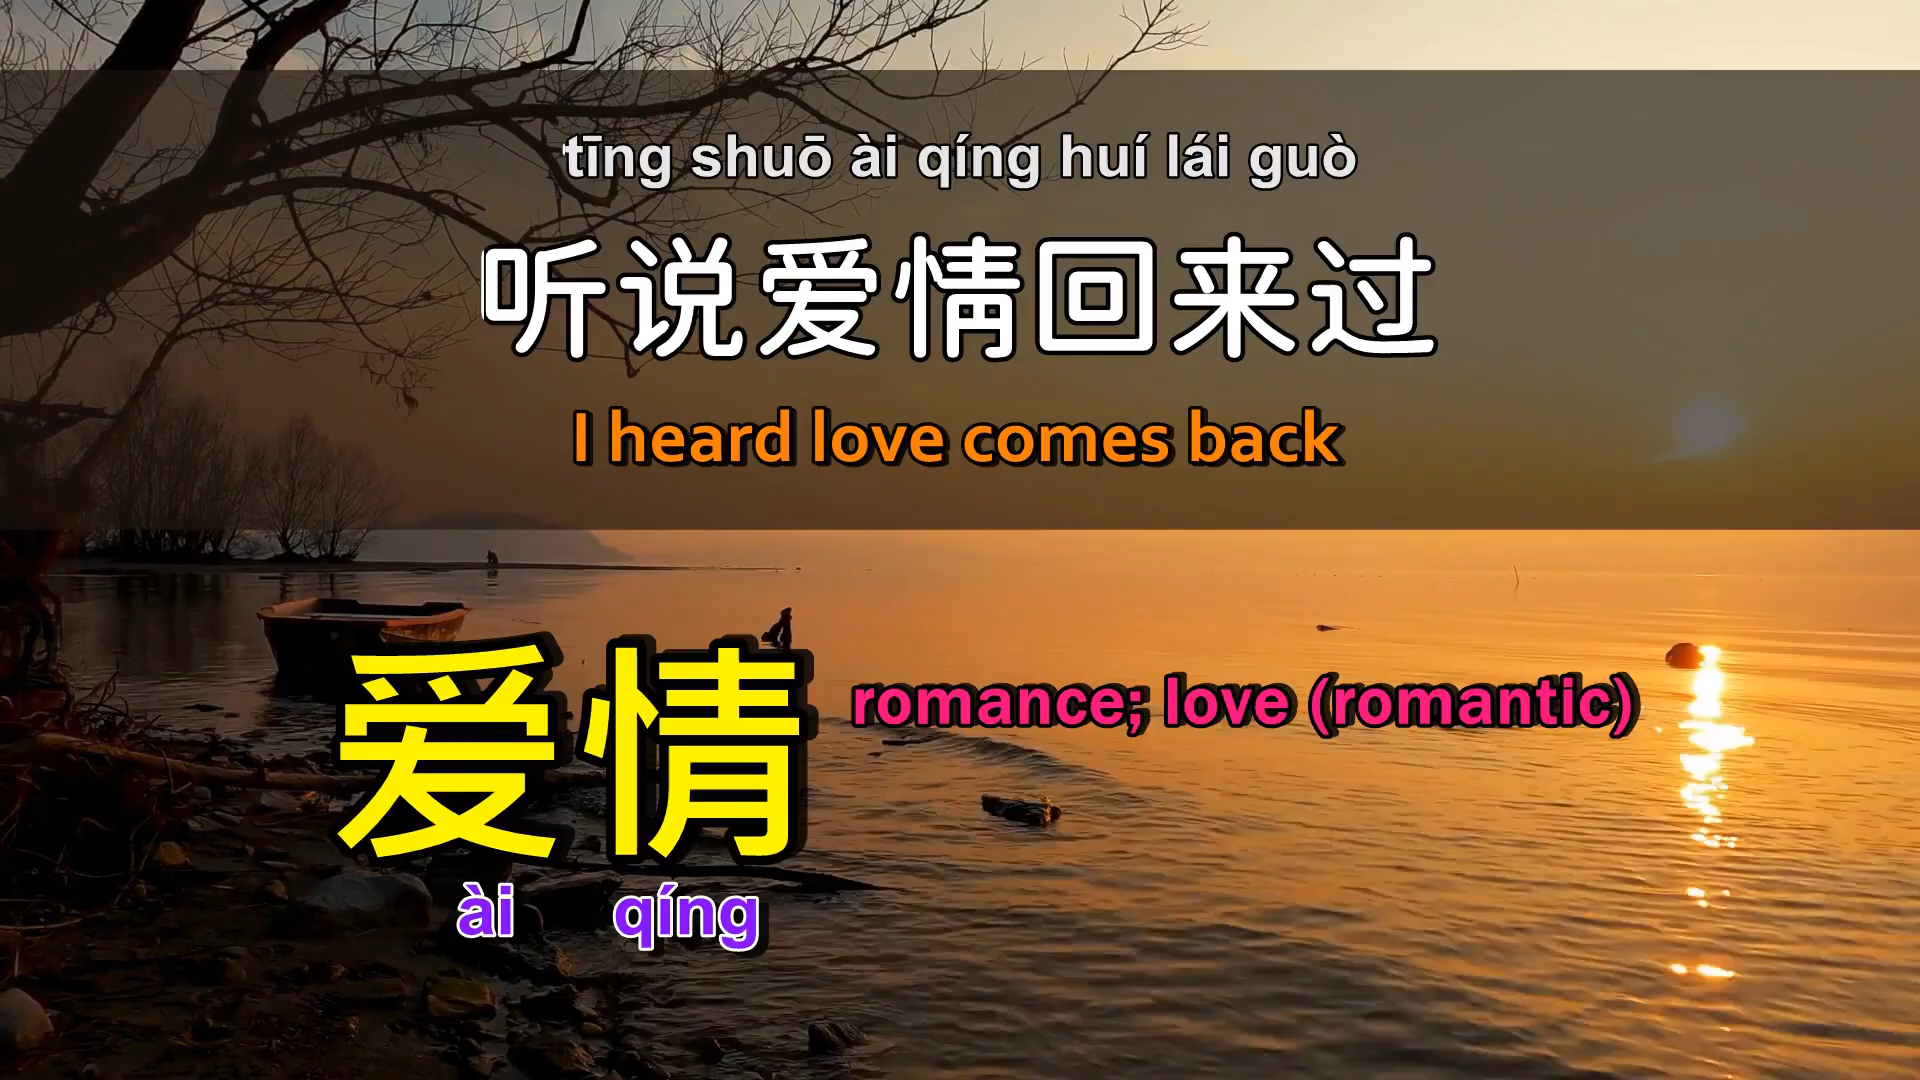 tīng shuō ài qíng huí lái guò
听说爱情回来过
I heard love comes back
爱情
romance; love (romantic)
ài qíng